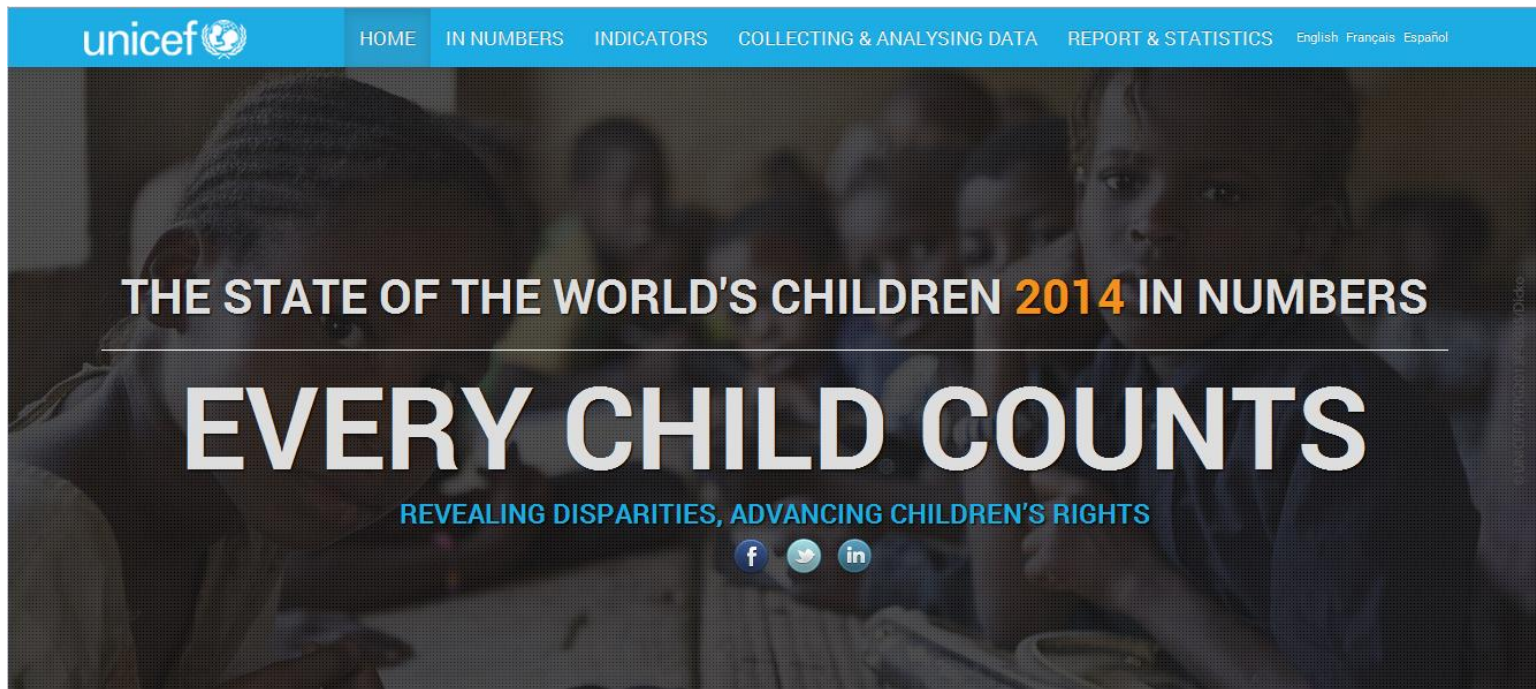 unicef
HOME IN NUMBERS INDICATORS COLLECTING & ANALYSING DATA REPORT & STATISTICS English Français Español
THE STATE OF THE WORLD'S CHILDREN 2014 IN NUMBERS
EVERY CHILD COUNTS
REVEALING DISPARITIES, ADVANCING CHILDREN'S RIGHTS
f in